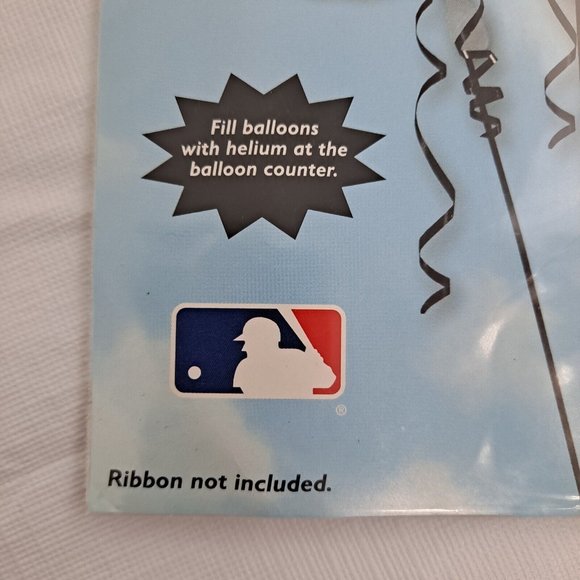 Fill balloons
with helium at the
balloon counter.
®
Ribbon not included.